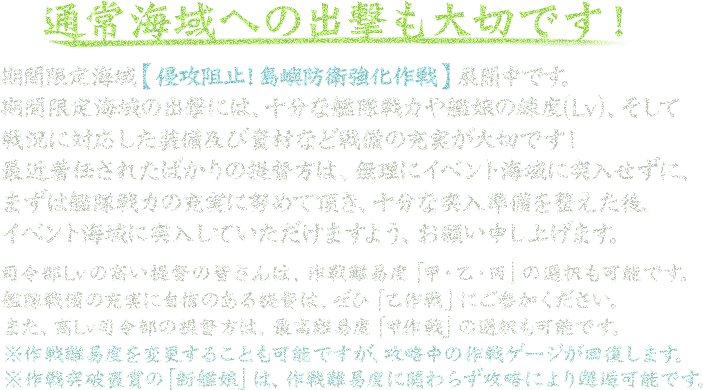 通常海域への出撃も大切です！
期間限定海域【侵攻阻止！島嶼防衛強化作戦】展開中です。
期間限定海域の出撃には、十分な艦隊戦力や艦娘の練度(Lv)、そして
戦況に対応した装備及び資材など戦備の充実が大切です！
最近着任されたばかりの提督方は、無理にイベント海域に突入せずに、
まずは艦隊戦力の充実に努めて頂き、十分な突入準備を整えた後、
イベント海域に突入していただけますよう、お願い申し上げます。
司令部Lvの高い提督の皆さんは、作戦難易度「甲・乙・丙」の選択も可能です。
艦隊戦備の充実に自信のある提督は、ぜひ「乙作戦」にご参加ください。
また、高Lv司令部の提督方は、最高難易度「甲作戦」の選択も可能です。
※作戦難易度を変更することも可能ですが、攻略中の作戦ゲージが回復します。
※作戦突破褒賞の「新艦娘」は、作戦難易度に関わらず攻略により邂逅可能です。